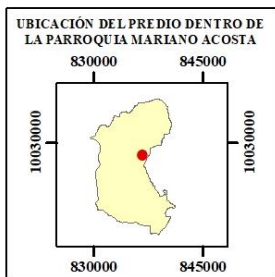 UBICACIÓN DEL PREDIO DENTRO DE
LA PARROQUIA MARIANO ACOSTA
830000 845000
10030000 10030000
830000 845000